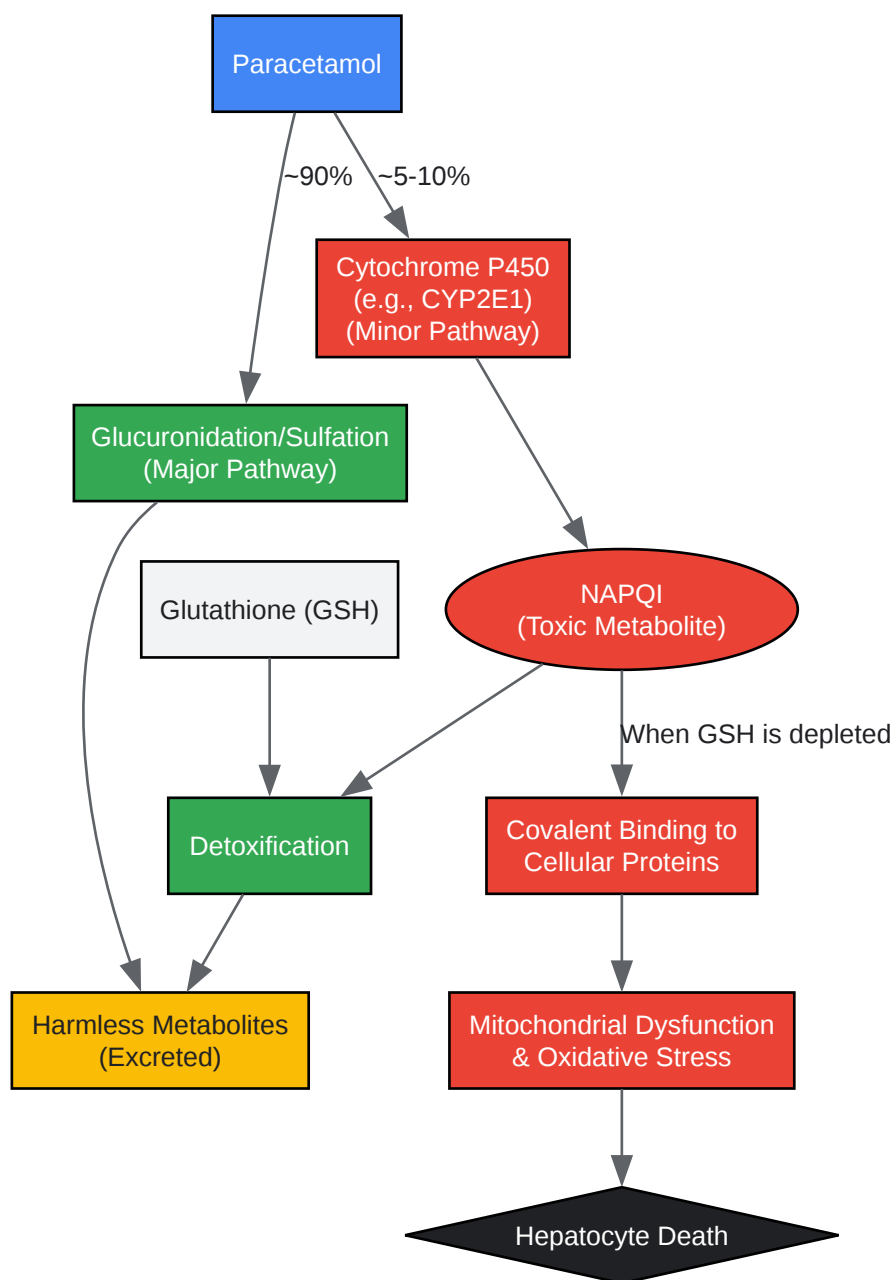 Paracetamol
~90%
~5-10%
Cytochrome P450
(e.g., CYP2E1)
(Minor Pathway)
Glucuronidation/Sulfation
(Major Pathway)
Glutathione (GSH)
NAPQI
(Toxic Metabolite)
When GSH is depleted
Detoxification
Covalent Binding to
Cellular Proteins
Harmless Metabolites
(Excreted)
Mitochondrial Dysfunction
& Oxidative Stress
Hepatocyte Death